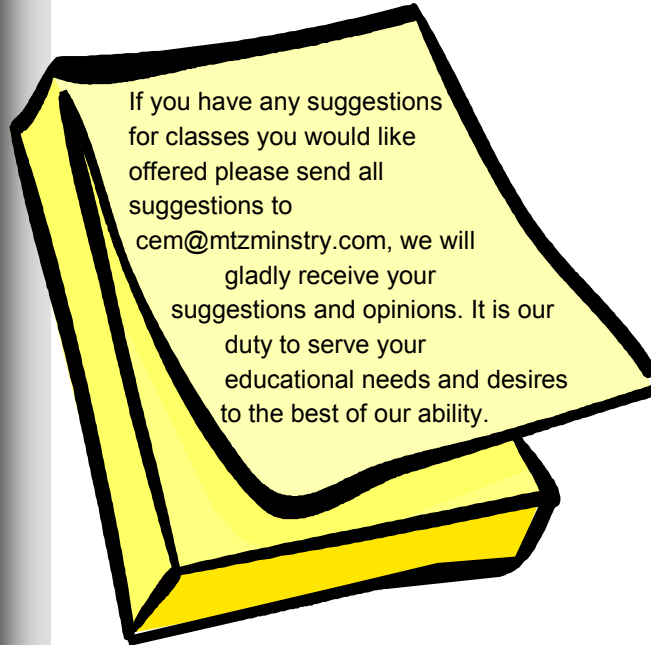 If you have any suggestions
for classes you would like
offered please send all
suggestions to
cem@mtzminstry.com, we will
gladly receive your
suggestions and opinions. It is our
duty to serve your
educational needs and desires
to the best of our ability.